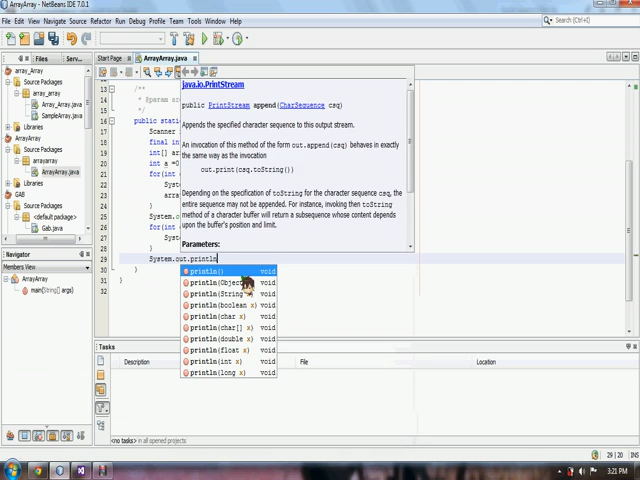 ArrayArray - NetBeans IDE 7.0.1
File Edit View Navigate Source Refactor Run Debug Profile Team Tools Window Help
Search (Ctrl+I)
Files
Serv...
Start Page
ArrayArray.java
array_Array
Source Packages
array_array
Array_Array.java
SampleArray.java
Libraries
ArrayArray
Source Packages
arrayarray
ArrayArray.java
Libraries
GAB
Source Packages
<default package>
Gab.java
Navigator
Members View
ArrayArray
main(String[] args)
12
13 /**
14 * @param ar
15 */
16 public stati
17 Scanner
18 final int
19 int[] arr
20 int a =0
21 for(int
22 Syste
23 array
24 }
25 System.o
26 for(int
27 Syste
28 }
29 System.out.println
30 }
31 }
32
java.io.PrintStream
public PrintStream append(CharSequence csq)
Appends the specified character sequence to this output stream.
An invocation of this method of the form out.append(csq) behaves in exactly
the same way as the invocation
out.print(csq.toString())
Depending on the specification of toString for the character sequence csq, the
entire sequence may not be appended. For instance, invoking then toString
method of a character buffer will return a subsequence whose content depends
upon the buffer's position and limit.
Parameters:
println() void
println(Object void
println(String void
println(boolean x) void
println(char x) void
println(char[] x) void
println(double x) void
println(float x) void
println(int x) void
println(long x) void
Tasks
Description
File
Location
<no tasks> in all opened projects
29 | 20 INS
3:21 PM